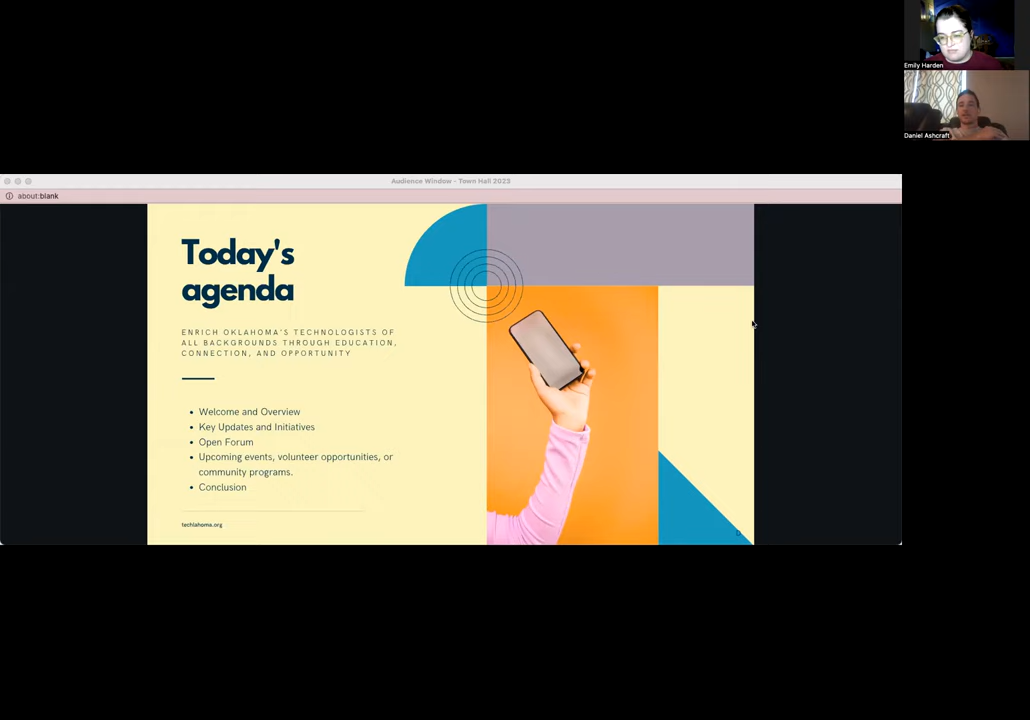 Emily Harden
Daniel Ashcraft
Audience Window - Town Hall 2023
about:blank
Today's
agenda
ENRICH OKLAHOMA'S TECHNOLOGISTS OF
ALL BACKGROUNDS THROUGH EDUCATION,
CONNECTION, AND OPPORTUNITY
• Welcome and Overview
• Key Updates and Initiatives
• Open Forum
• Upcoming events, volunteer opportunities, or
community programs.
• Conclusion
techlahoma.org